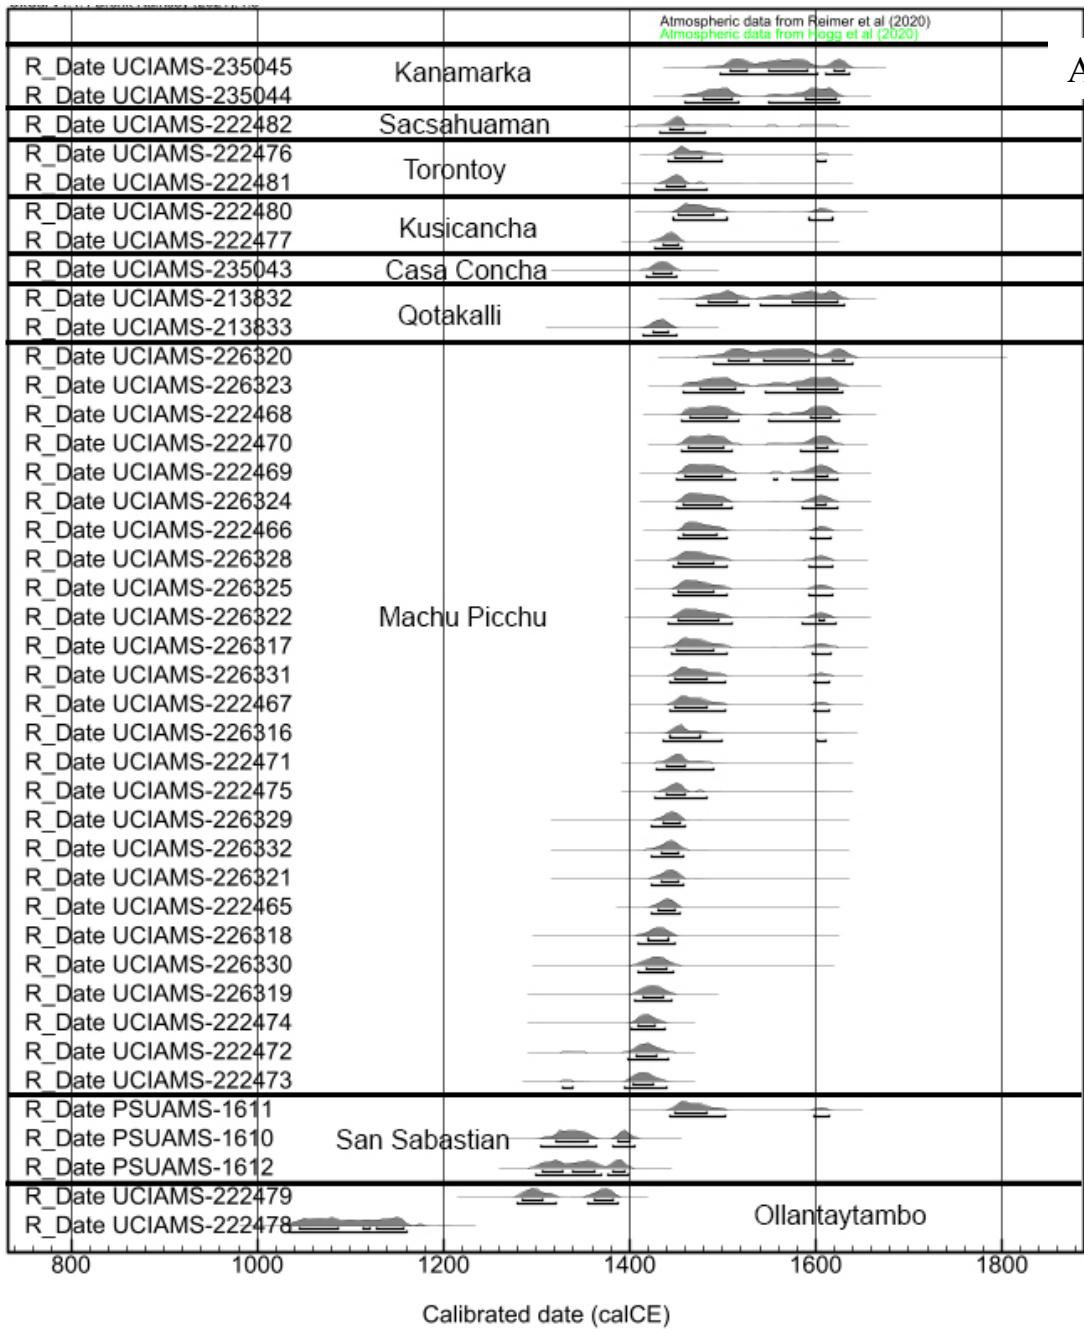 Atmospheric data from Reimer et al (2020)
Atmospheric data from Hogg et al (2020)
A
R_Date UCIAMS-235045
Kanamarka
R_Date UCIAMS-235044
R_Date UCIAMS-222482 Sacsahuaman
R_Date UCIAMS-222476
Torontoy
R_Date UCIAMS-222481
R_Date UCIAMS-222480
Kusicancha
R_Date UCIAMS-222477
R_Date UCIAMS-235043 Casa Concha
R_Date UCIAMS-213832
Qotakalli
R_Date UCIAMS-213833
R_Date UCIAMS-226320
R_Date UCIAMS-226323
R_Date UCIAMS-222468
R_Date UCIAMS-222470
R_Date UCIAMS-222469
R_Date UCIAMS-226324
R_Date UCIAMS-222466
R_Date UCIAMS-226328
R_Date UCIAMS-226325
R_Date UCIAMS-226322 Machu Picchu
R_Date UCIAMS-226317
R_Date UCIAMS-226331
R_Date UCIAMS-222467
R_Date UCIAMS-226316
R_Date UCIAMS-222471
R_Date UCIAMS-222475
R_Date UCIAMS-226329
R_Date UCIAMS-226332
R_Date UCIAMS-226321
R_Date UCIAMS-222465
R_Date UCIAMS-226318
R_Date UCIAMS-226330
R_Date UCIAMS-226319
R_Date UCIAMS-222474
R_Date UCIAMS-222472
R_Date UCIAMS-222473
R_Date PSUAMS-1611
R_Date PSUAMS-1610 San Sabastian
R_Date PSUAMS-1612
R_Date UCIAMS-222479
Ollantaytambo
R_Date UCIAMS-222478
800 1000 1200 1400 1600 1800
Calibrated date (calCE)